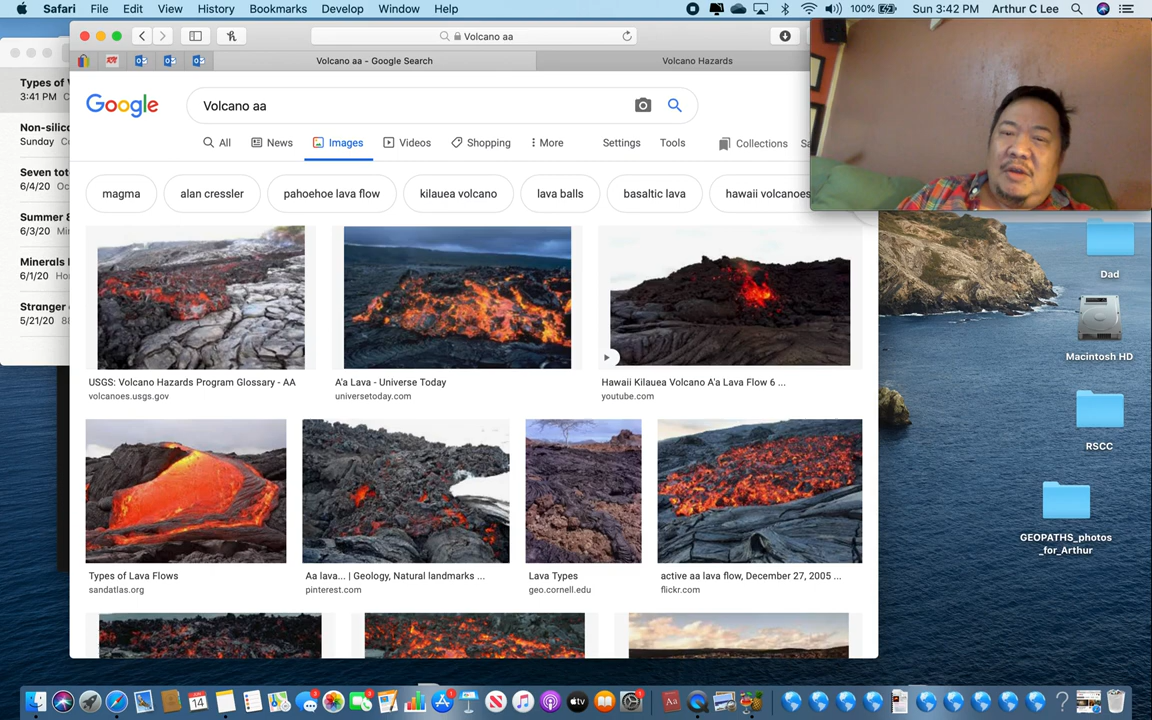 Safari File Edit View History Bookmarks Develop Window Help 100% Sun 3:42 PM Arthur C Lee
Volcano aa
Volcano aa - Google Search Volcano Hazards
Types of
3:41 PM
Non-silic
Sunday
Seven tot
6/4/20
Summer 8
6/3/20
Minerals
6/1/20
Stranger
5/21/20
Google Volcano aa
All News Images Videos Shopping More Settings Tools Collections
magma alan cressler pahoehoe lava flow kilauea volcano lava balls basaltic lava hawaii volcanoes
USGS: Volcano Hazards Program Glossary - AA
volcanoes.usgs.gov
A'a Lava - Universe Today
universetoday.com
Hawaii Kilauea Volcano A'a Lava Flow 6 ...
youtube.com
Types of Lava Flows
sandatlas.org
Aa lava... | Geology, Natural landmarks ...
pinterest.com
Lava Types
geo.cornell.edu
active aa lava flow, December 27, 2005 ...
flickr.com
Dad
Macintosh HD
RSCC
GEOPATHS_photos
_for_Arthur